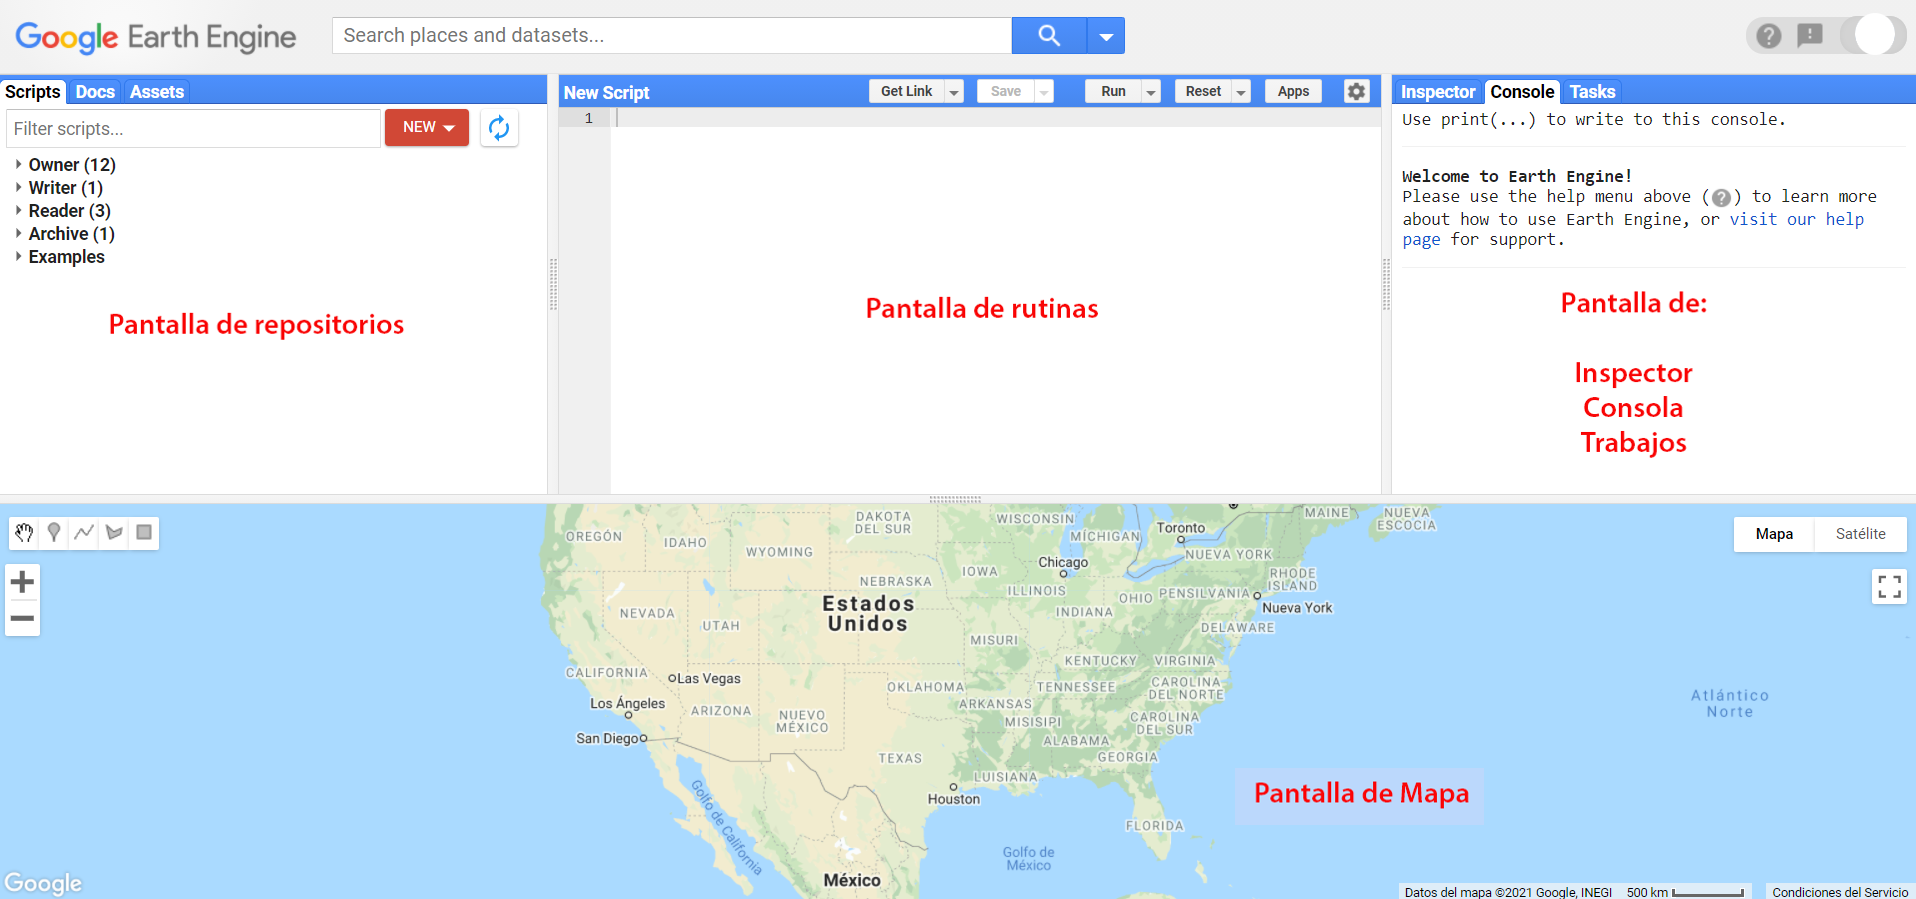 Google Earth Engine
Search places and datasets...
Scripts Docs Assets
Filter scripts...
NEW
Owner (12)
Writer (1)
Reader (3)
Archive (1)
Examples
Pantalla de repositorios
New Script
Get Link
Save
Run
Reset
Apps
1
Pantalla de rutinas
Inspector Console Tasks
Use print(...) to write to this console.
Welcome to Earth Engine!
Please use the help menu above (?) to learn more
about how to use Earth Engine, or visit our help
page for support.
Pantalla de:
Inspector
Consola
Trabajos
Mapa Satélite
OREGÓN
IDAHO
WYOMING
DAKOTA
DEL SUR
NEBRASKA
WISCONSIN
IOWA
MÍCHIGAN
Chicago
ILLINOIS
INDIANA
OHIO
Toronto
NUEVA YORK
PENSILVANIA
MAINE
NUEVA
ESCOCIA
RHODE
ISLAND
Nueva York
DELAWARE
NEVADA
UTAH
Estados
Unidos
MISURI
KENTUCKY
VIRGINIA
CALIFORNIA
Las Vegas
Los Ángeles
San Diego
ARIZONA
NUEVO
MÉXICO
OKLAHOMA
ARKANSAS
TENNESSEE
CAROLINA
DEL NORTE
MISISIPI
CAROLINA
DEL SUR
ALABAMA
GEORGIA
TEXAS
LUISIANA
Houston
FLORIDA
Golfo de California
Golfo de
México
México
Atlántico
Norte
Pantalla de Mapa
Google
Datos del mapa ©2021 Google, INEGI
500 km
Condiciones del Servicio